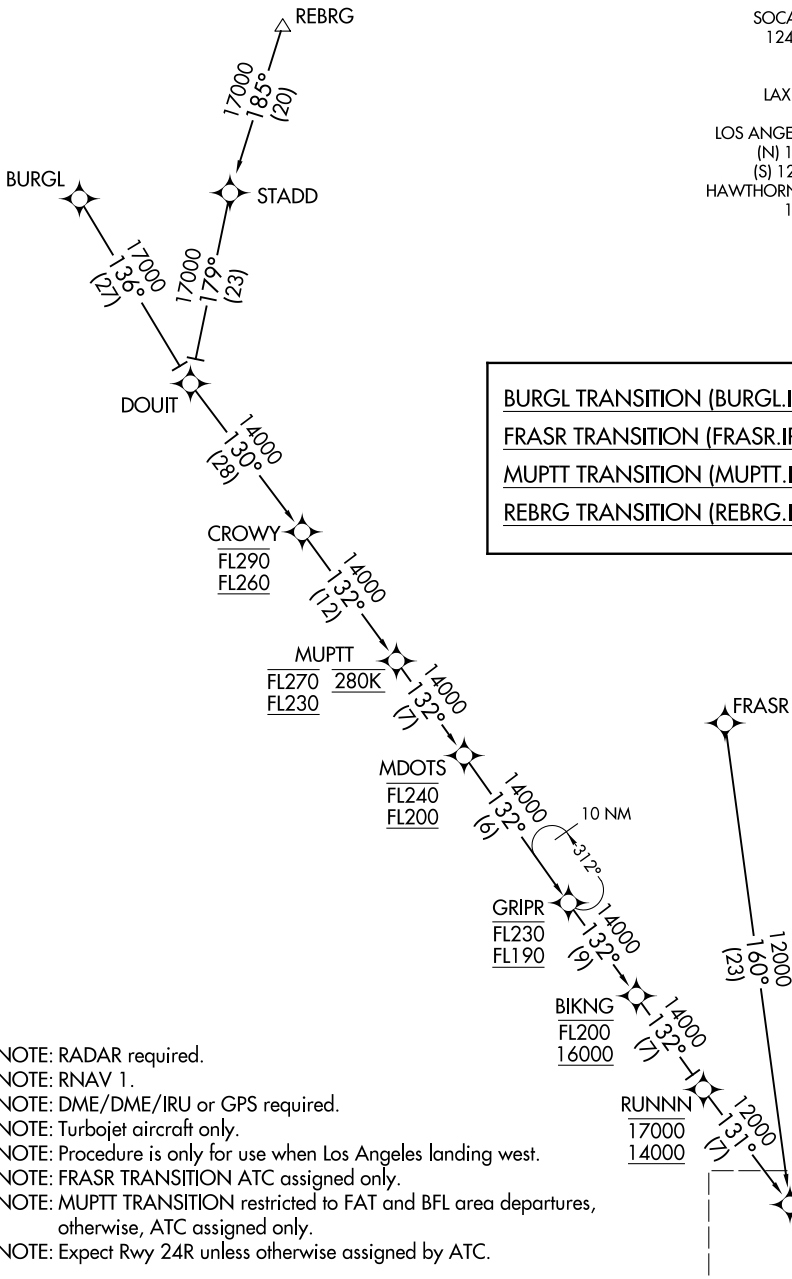 REBRG
SOCA
124
17000
185°
(20)
LAX
LOS ANGE
(N) 1
(S) 12
HAWTHORN
1
BURGL
STADD
17000
136°
(27)
17000
179°
(23)
DOUIT
BURGL TRANSITION (BURGL.I
FRASR TRANSITION (FRASR.IR
MUPTT TRANSITION (MUPTT.I
REBRG TRANSITION (REBRG.I
14000
130°
(28)
CROWY
FL290
FL260
14000
132°
(12)
MUPTT
FL270 280K
FL230
14000
132°
(7)
FRASR
MDOTS
FL240
FL200
14000
132°
(6)
10 NM
312°
GRIPR
FL230
FL190
14000
132°
(9)
12000
160°
(23)
BIKNG
FL200
16000
14000
132°
(7)
RUNNN
17000
14000
12000
131°
(7)
NOTE: RADAR required.
NOTE: RNAV 1.
NOTE: DME/DME/IRU or GPS required.
NOTE: Turbojet aircraft only.
NOTE: Procedure is only for use when Los Angeles landing west.
NOTE: FRASR TRANSITION ATC assigned only.
NOTE: MUPTT TRANSITION restricted to FAT and BFL area departures,
otherwise, ATC assigned only.
NOTE: Expect Rwy 24R unless otherwise assigned by ATC.